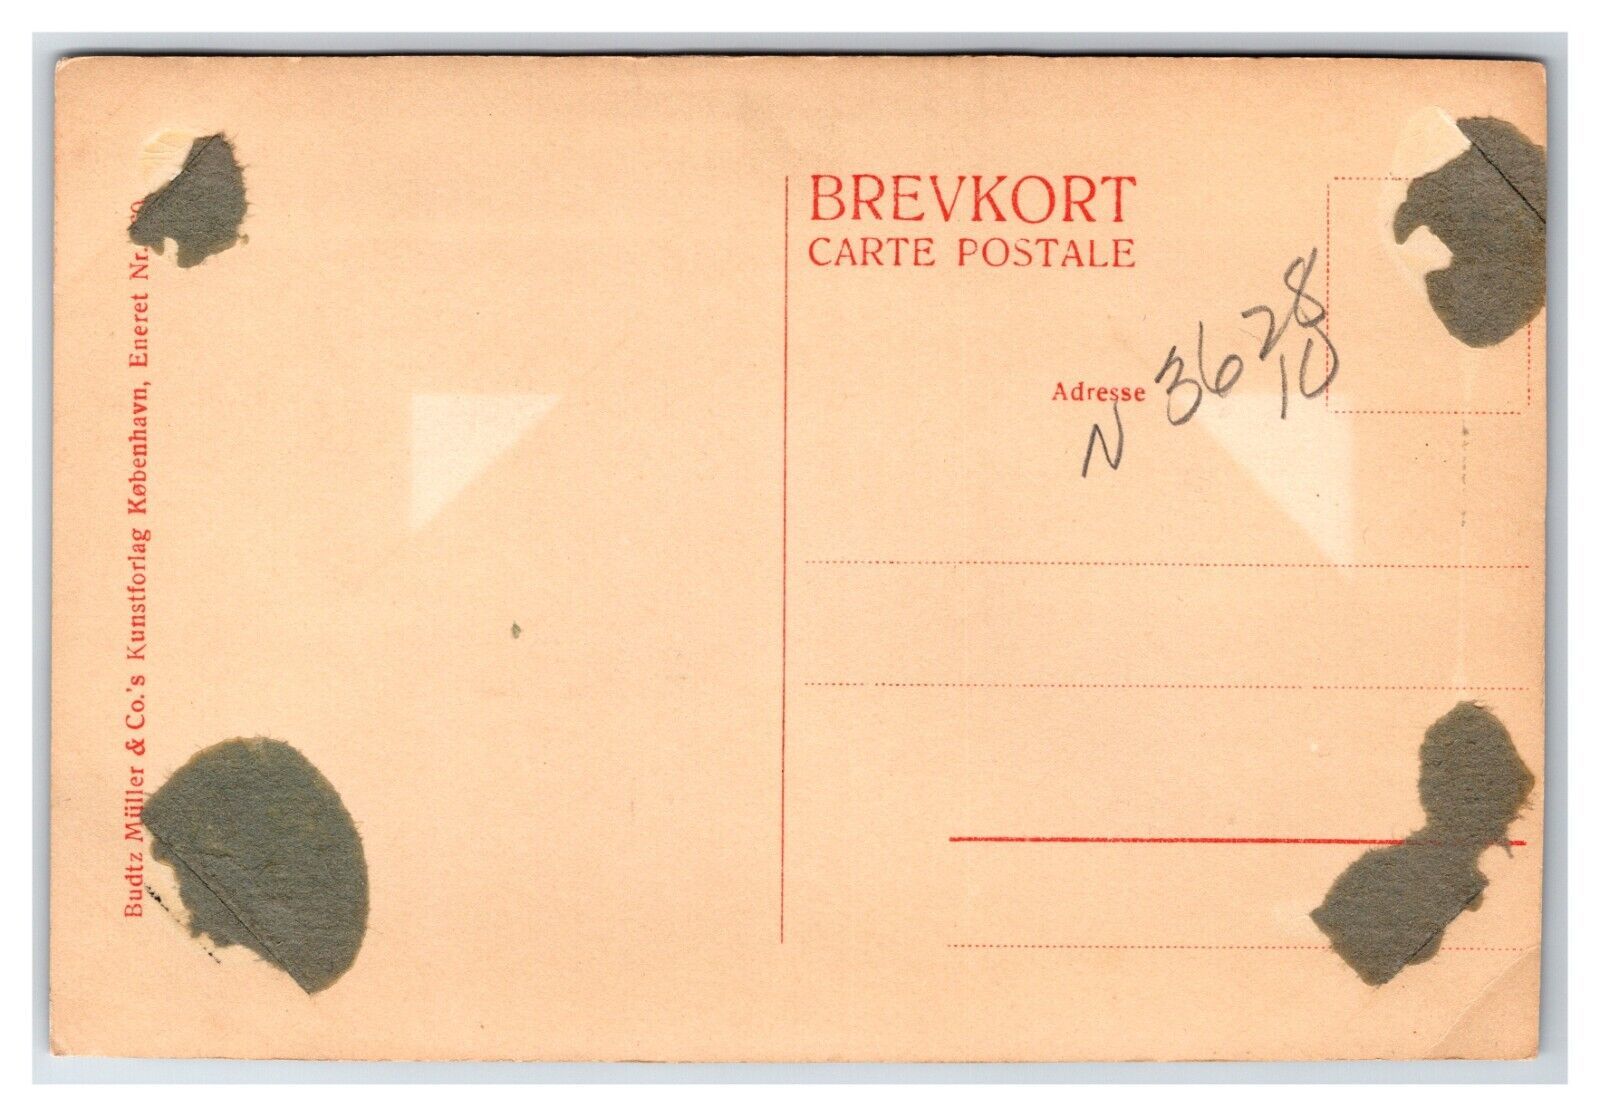 BREVKORT
CARTE POSTALE
Adresse
N 3628
10
Budtz Müller & Co.'s Kunstforlag København, Eneret Nr.